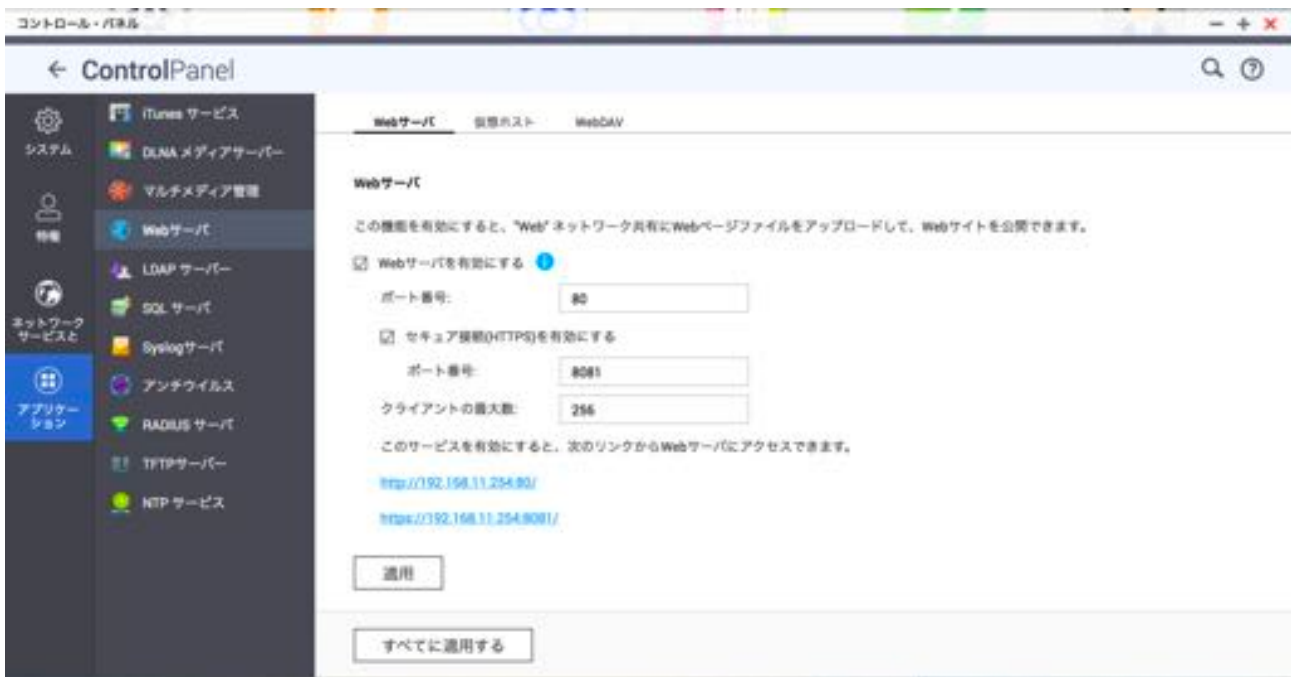 コントロール・パネル
ControlPanel
システム
特権
ネットワーク
サービスと
アプリケー
ション
iTunes サービス
DLNA メディアサーバー
マルチメディア管理
Webサーバ
LDAP サーバー
SQL サーバ
Syslogサーバ
アンチウイルス
RADIUS サーバ
TFTPサーバー
NTP サービス
Webサーバ 仮想ホスト WebDAV
Webサーバ
この機能を有効にすると、"Web" ネットワーク共有にWebページファイルをアップロードして、Webサイトを公開できます。
Webサーバを有効にする
ポート番号: 80
セキュア接続(HTTPS)を有効にする
ポート番号: 8081
クライアントの最大数: 256
このサービスを有効にすると、次のリンクからWebサーバにアクセスできます。
http://192.168.11.254:80/
https://192.168.11.254:8081/
適用
すべてに適用する